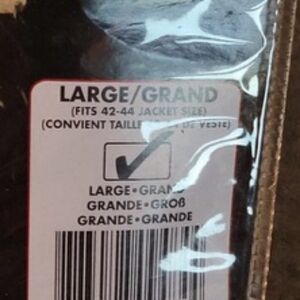 LARGE/GRAND
(FITS 42-44 JACKET SIZE)
(CONVIENT TAILLE DE VESTE)
LARGE•GRAND
GRANDE•GROß
GRANDE•GRANDE